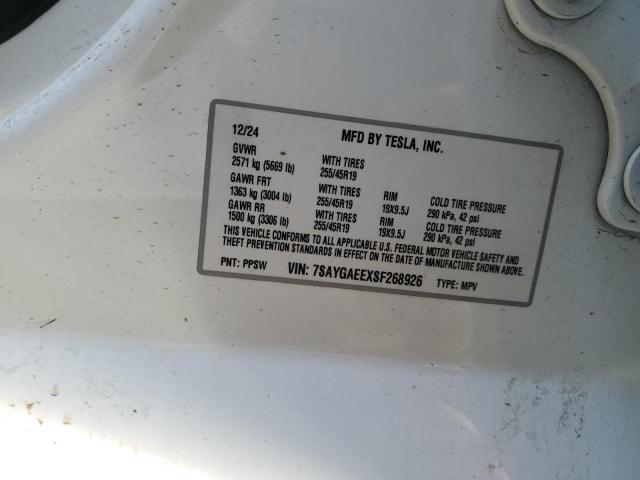 12/24 MFD BY TESLA, INC.
GVWR
2571 kg (5669 lb) WITH TIRES 255/45R19
GAWR FRT
1363 kg (3004 lb) WITH TIRES 255/45R19 RIM 19X9.5J COLD TIRE PRESSURE 290 kPa, 42 psi
GAWR RR
1500 kg (3306 lb) WITH TIRES 255/45R19 RIM 19X9.5J COLD TIRE PRESSURE 290 kPa, 42 psi
THIS VEHICLE CONFORMS TO ALL APPLICABLE U.S. FEDERAL MOTOR VEHICLE SAFETY AND
THEFT PREVENTION STANDARDS IN EFFECT ON THE DATE OF MANUFACTURE SHOWN ABOVE.
PNT: PPSW VIN: 7SAYGAEEXSF268926 TYPE: MPV